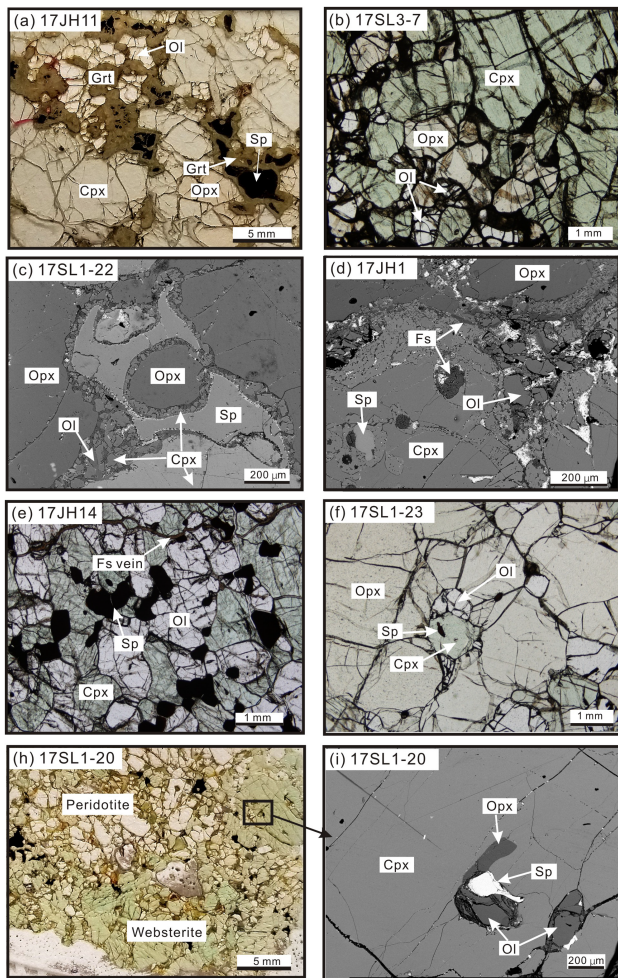 (a) 17JH11
Ol
Grt
Sp
Grt
Cpx
Opx
5 mm
(b) 17SL3-7
Cpx
Opx
Ol
1 mm
(c) 17SL1-22
Opx
Opx
Sp
Ol
Cpx
200 μm
(d) 17JH1
Opx
Fs
Sp
Ol
Cpx
200 μm
(e) 17JH14
Fs vein
Ol
Sp
Cpx
1 mm
(f) 17SL1-23
Ol
Opx
Sp
Cpx
1 mm
(h) 17SL1-20
Peridotite
Websterite
5 mm
(i) 17SL1-20
Opx
Cpx
Sp
Ol
200 μm